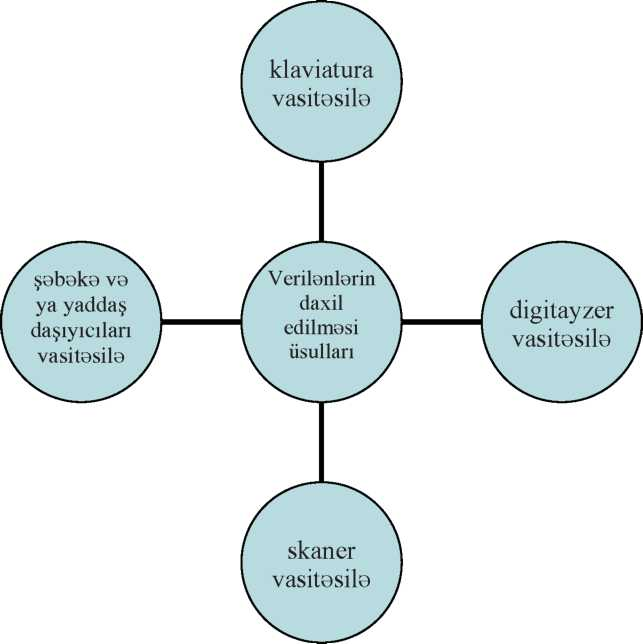 klaviatura
vasitəsilə
şəbəkə və
ya yaddaş
daşıyıcıları
vasitəsilə
Verilənlərin
daxil
edilməsi
üsulları
digitayzer
vasitəsilə
skaner
vasitəsilə